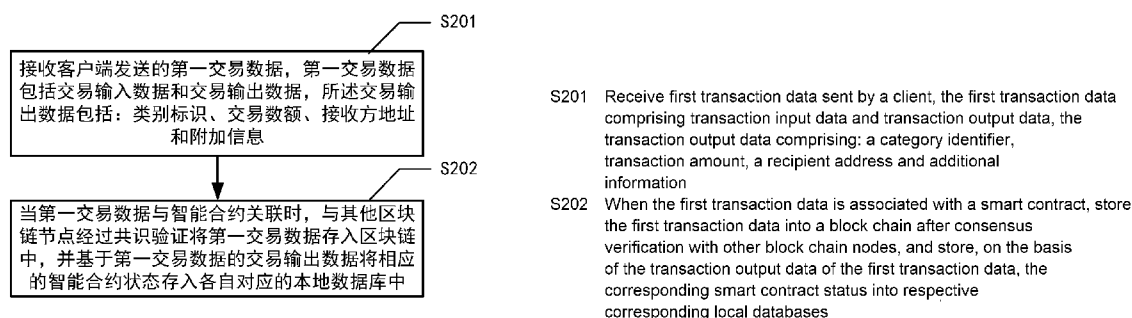 S201
接收客户端发送的第一交易数据，第一交易数据
包括交易输入数据和交易输出数据，所述交易输
出数据包括：类别标识、交易数额、接收方地址
和附加信息
S202
当第一交易数据与智能合约关联时，与其他区块
链节点经过共识验证将第一交易数据存入区块链
中，并基于第一交易数据的交易输出数据将相应
的智能合约状态存入各自对应的本地数据库中
S201 Receive first transaction data sent by a client, the first transaction data
comprising transaction input data and transaction output data, the
transaction output data comprising: a category identifier,
transaction amount, a recipient address and additional
information
S202 When the first transaction data is associated with a smart contract, store
the first transaction data into a block chain after consensus
verification with other block chain nodes, and store, on the basis
of the transaction output data of the first transaction data, the
corresponding smart contract status into respective
corresponding local databases